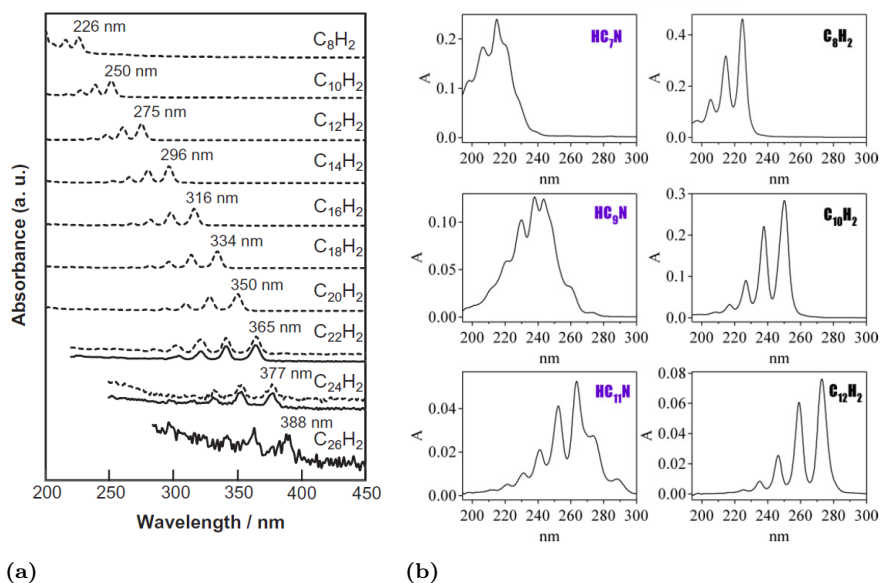 226 nm
C8H2
250 nm
C10H2
275 nm
C12H2
296 nm
C14H2
316 nm
C16H2
334 nm
C18H2
350 nm
C20H2
365 nm
C22H2
377 nm
C24H2
388 nm
C26H2
Absorbance (a. u.)
200 250 300 350 400 450
Wavelength / nm
(a)
HC7N
A
0.2
0.1
0.0
200 220 240 260 280 300
nm
C8H2
A
0.4
0.2
0.0
200 220 240 260 280 300
nm
HC9N
A
0.10
0.05
0.00
200 220 240 260 280 300
nm
C10H2
A
0.3
0.2
0.1
0.0
200 220 240 260 280 300
nm
HC11N
A
0.04
0.02
0.00
200 220 240 260 280 300
nm
C12H2
A
0.08
0.06
0.04
0.02
0.00
200 220 240 260 280 300
nm
(b)